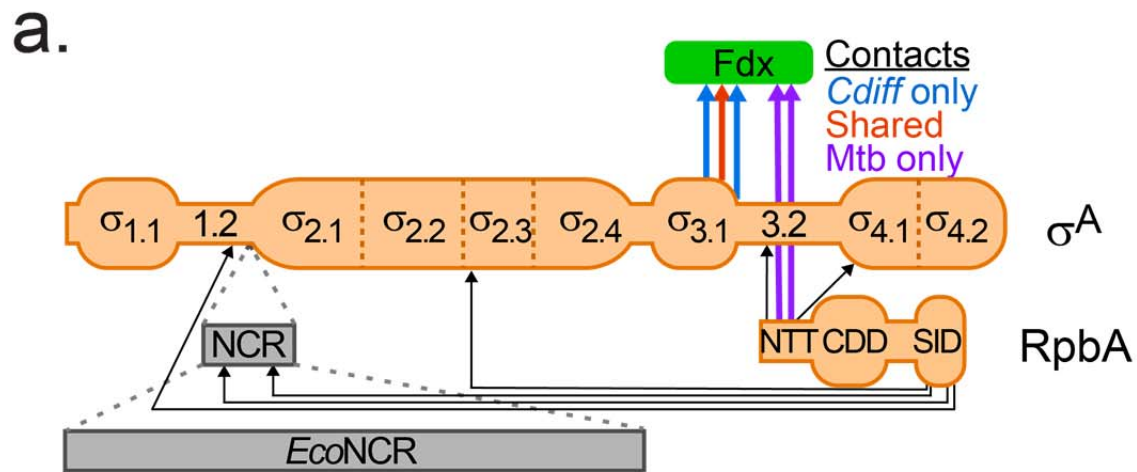 a.
Fdx
Contacts
Cdiff only
Shared
Mtb only
σ1.1 1.2 σ2.1 σ2.2 σ2.3 σ2.4 σ3.1 3.2 σ4.1 σ4.2 σA
NCR
NTT CDD SID RpbA
EcoNCR